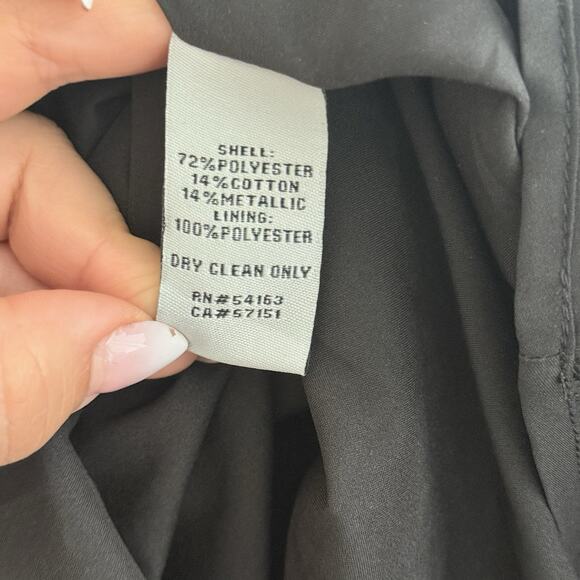 SHELL:
72%POLYESTER
14%COTTON
14%METALLIC
LINING:
100%POLYESTER
DRY CLEAN ONLY
RN#54163
CA#57151